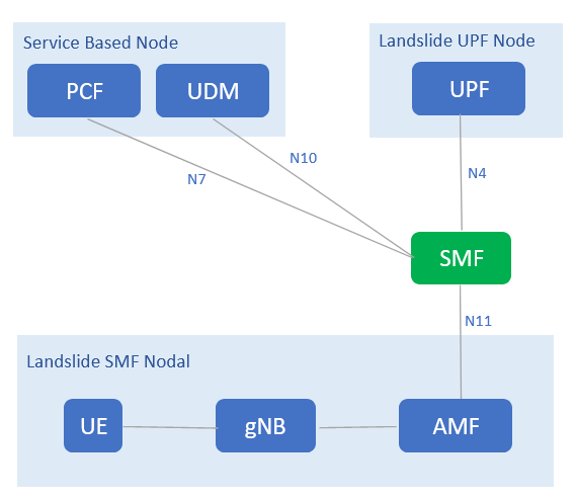 Service Based Node
PCF
UDM
Landslide UPF Node
UPF
N10
N7
N4
SMF
N11
Landslide SMF Nodal
UE
gNB
AMF